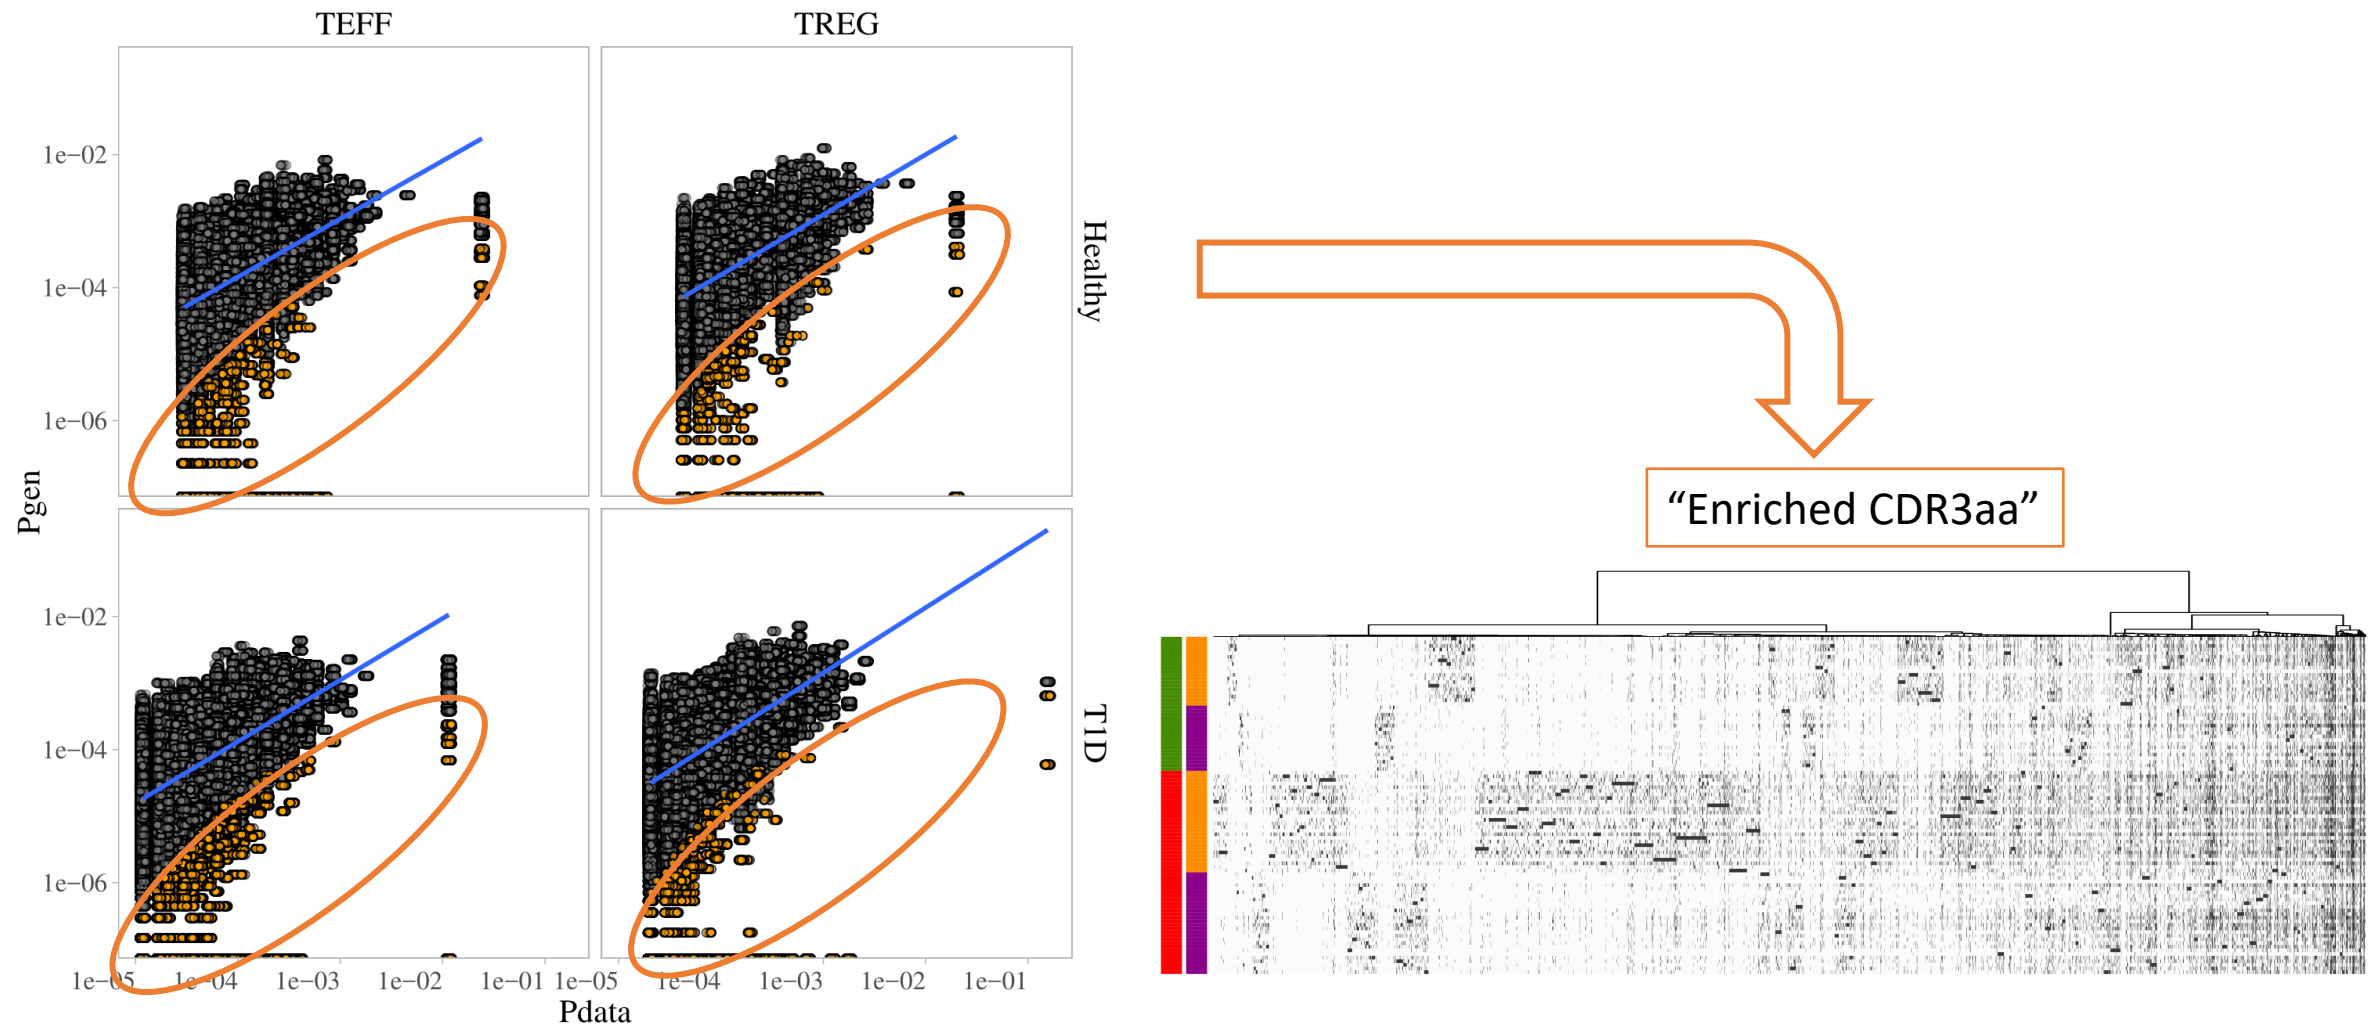 TEFF
TREG
Healthy
T1D
Pgen
1e−02
1e−04
1e−06
1e−02
1e−04
1e−06
1e−05
1e−04
1e−03
1e−02
1e−01
1e−05
1e−04
1e−03
1e−02
1e−01
Pdata
“Enriched CDR3aa”